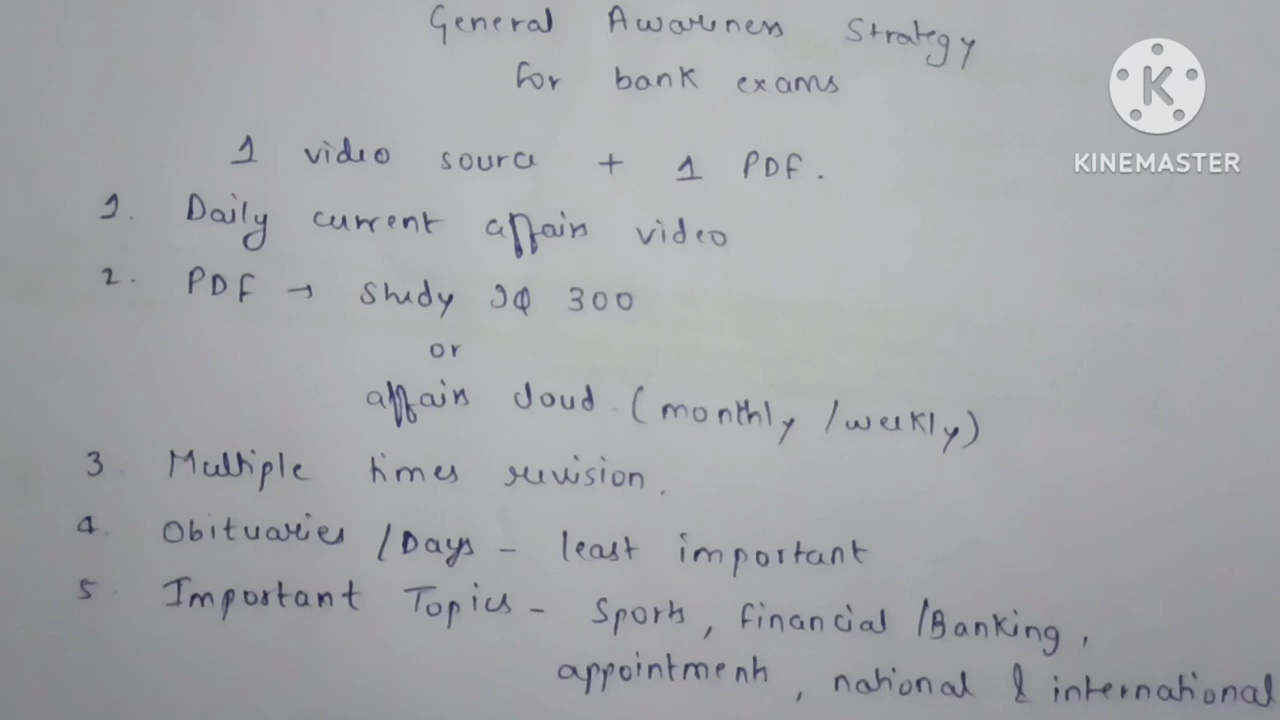 General Awareness Strategy
for bank exams
1 video source + 1 PDF.
1. Daily current affairs video
2. PDF → Study IQ 300
or
affairs cloud. (monthly / weekly)
3 Multiple times revision.
4. Obituaries / Days - least important
5. Important Topics - Sports, financial / Banking,
appointments, national & international
K
KINEMASTER